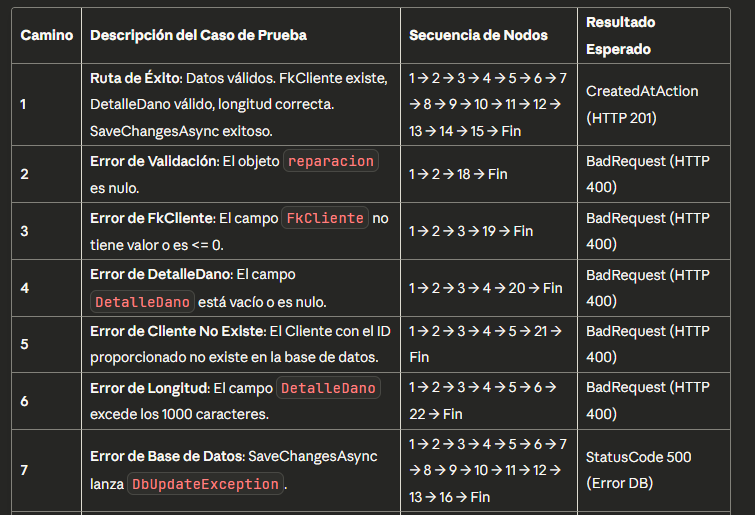 Camino Descripción del Caso de Prueba Secuencia de Nodos Resultado
Esperado
1 Ruta de Éxito: Datos válidos. FkCliente existe,
DetalleDano válido, longitud correcta.
SaveChangesAsync exitoso.
1 → 2 → 3 → 4 → 5 → 6 → 7
→ 8 → 9 → 10 → 11 → 12 →
13 → 14 → 15 → Fin
CreatedAtAction
(HTTP 201)
2 Error de Validación: El objeto reparacion
es nulo.
1 → 2 → 18 → Fin
BadRequest (HTTP
400)
3 Error de FkCliente: El campo FkCliente no
tiene valor o es <= 0.
1 → 2 → 3 → 19 → Fin
BadRequest (HTTP
400)
4 Error de DetalleDano: El campo
DetalleDano está vacío o es nulo.
1 → 2 → 3 → 4 → 20 → Fin
BadRequest (HTTP
400)
5 Error de Cliente No Existe: El Cliente con el ID
proporcionado no existe en la base de datos.
1 → 2 → 3 → 4 → 5 → 21 →
Fin
BadRequest (HTTP
400)
6 Error de Longitud: El campo DetalleDano
excede los 1000 caracteres.
1 → 2 → 3 → 4 → 5 → 6 →
22 → Fin
BadRequest (HTTP
400)
7 Error de Base de Datos: SaveChangesAsync
lanza DbUpdateException.
1 → 2 → 3 → 4 → 5 → 6 → 7
→ 8 → 9 → 10 → 11 → 12 →
13 → 16 → Fin
StatusCode 500
(Error DB)